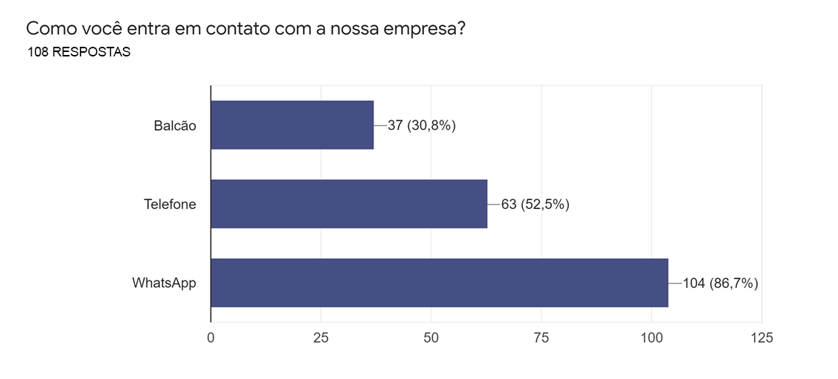 Como você entra em contato com a nossa empresa?
108 RESPOSTAS
Balcão 37 (30,8%)
Telefone 63 (52,5%)
WhatsApp 104 (86,7%)
0 25 50 75 100 125